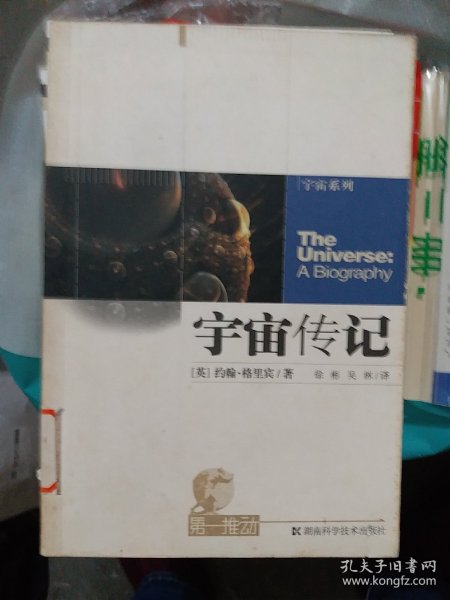 宇宙系列
The
Universe:
A Biography
宇宙传记
[英]约翰·格里宾/著
徐彬 吴林/译
第一推动
湖南科学技术出版社
孔夫子旧书网
www.kongfz.com